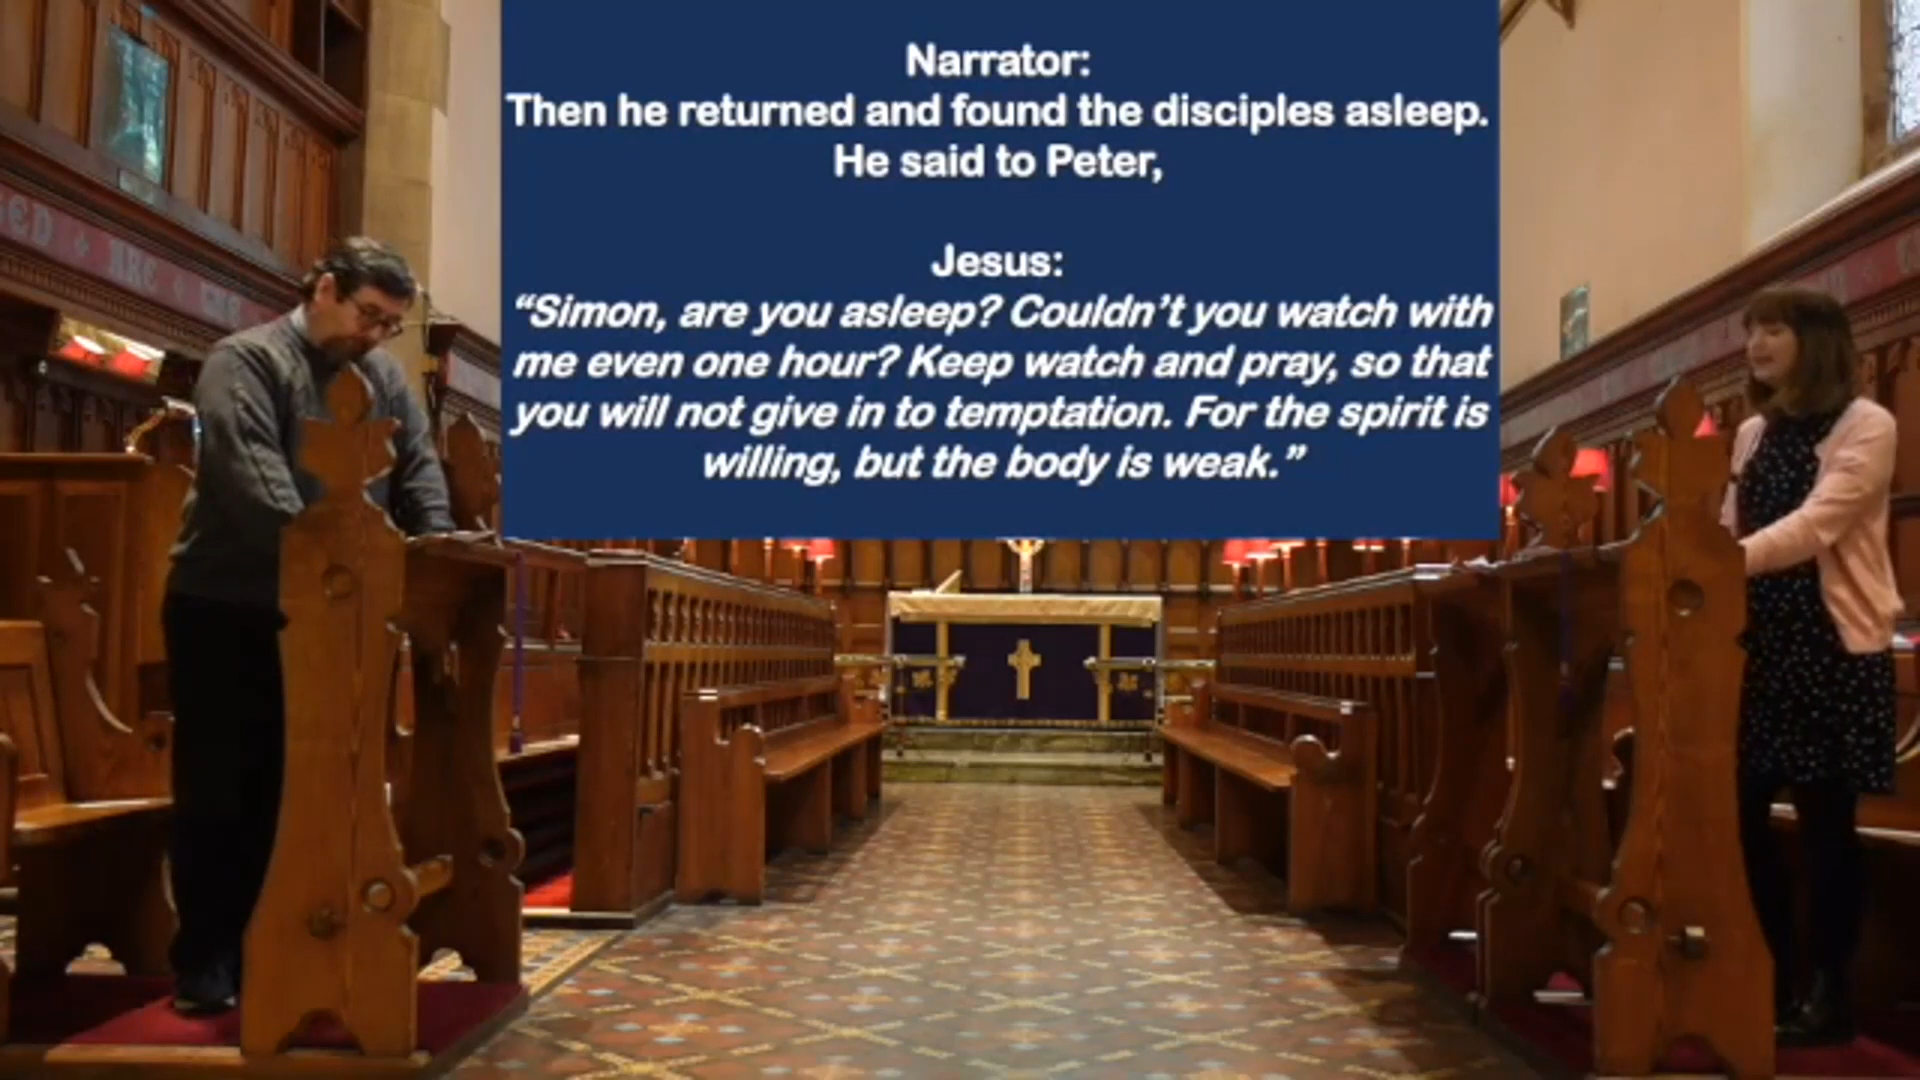 Narrator:
Then he returned and found the disciples asleep.
He said to Peter,
Jesus:
“Simon, are you asleep? Couldn’t you watch with
me even one hour? Keep watch and pray, so that
you will not give in to temptation. For the spirit is
willing, but the body is weak.”
ARE